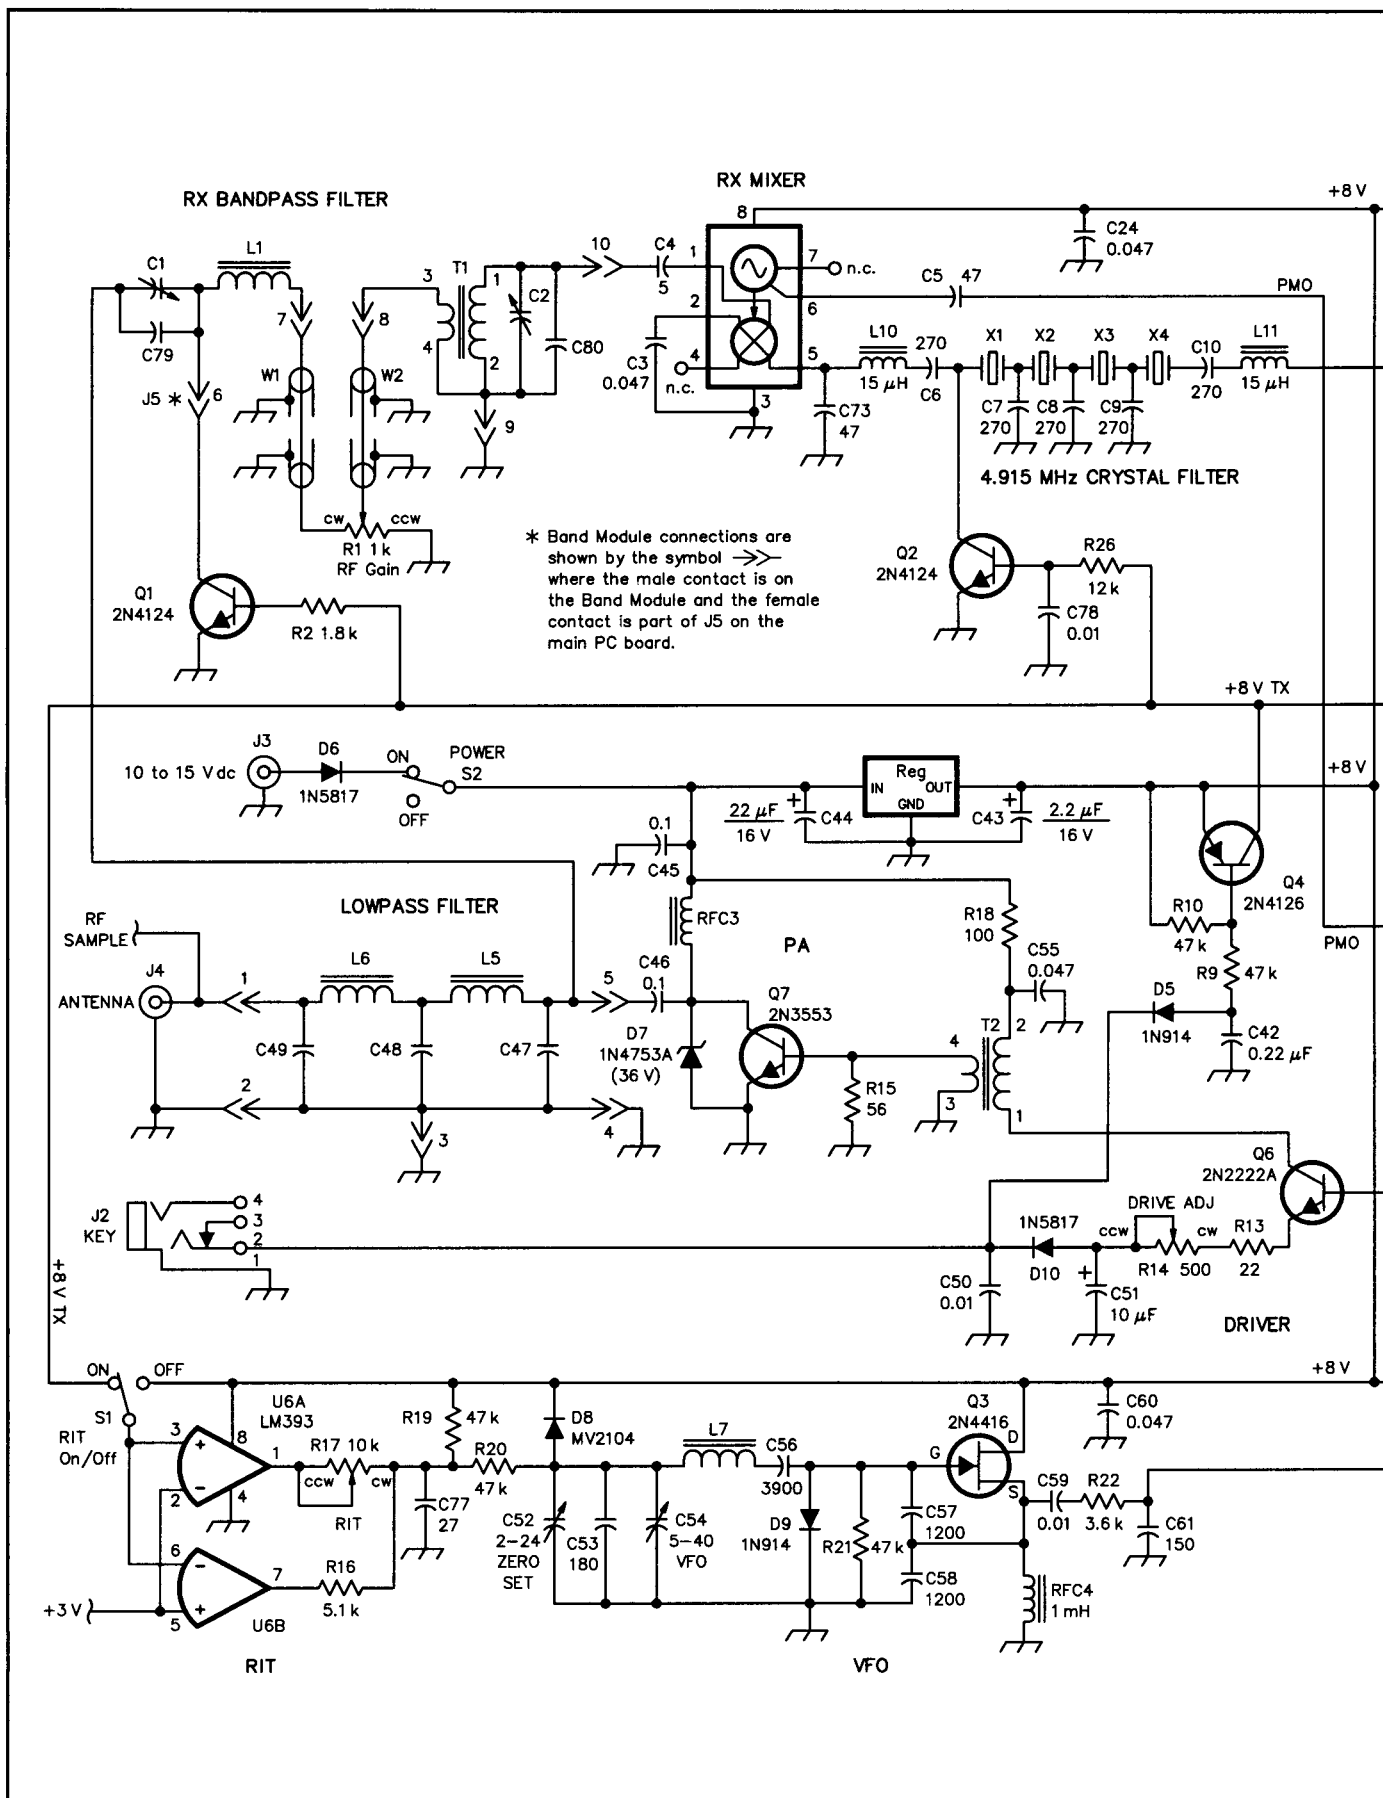 RX BANDPASS FILTER
RX MIXER
+8 V
C1
L1
C79
J5 *
6
7
8
W1
W2
3
T1
1
4
2
C2
C80
9
10
C4
5
8
1
7
n.c.
2
6
C3
0.047
4
n.c.
5
3
C5
47
PMO
C24
0.047
L10
15 µH
270
C6
X1
X2
X3
X4
C7
270
C8
270
C9
270
C10
270
L11
15 µH
C73
47
4.915 MHz CRYSTAL FILTER
cw
ccw
R1 1k
RF Gain
* Band Module connections are
shown by the symbol
where the male contact is on
the Band Module and the female
contact is part of J5 on the
main PC board.
Q1
2N4124
R2 1.8 k
Q2
2N4124
R26
12 k
C78
0.01
+8 V TX
J3
10 to 15 V dc
D6
1N5817
ON
OFF
POWER
S2
Reg
IN
OUT
GND
22 µF
16 V
+
C44
+
C43
2.2 µF
16 V
+8 V
0.1
C45
RFC3
PA
R18
100
C55
0.047
Q4
2N4126
R10
47 k
R9
47 k
PMO
LOWPASS FILTER
RF
SAMPLE
J4
ANTENNA
1
L6
L5
5
C46
0.1
C49
C48
C47
2
3
4
D7
1N4753A
(36 V)
Q7
2N3553
R15
56
4
T2
2
3
1
D5
1N914
C42
0.22 µF
Q6
2N2222A
J2
KEY
4
3
2
1
1N5817
D10
C50
0.01
+
C51
10 µF
DRIVE ADJ
ccw
cw
R14 500
R13
22
DRIVER
+8 V TX
ON
OFF
S1
RIT
On/Off
U6A
LM393
3
+
8
1
−
2
4
R17 10 k
ccw
cw
RIT
6
−
7
+
5
+3 V
U6B
R16
5.1 k
RIT
R19
47 k
R20
47 k
C77
27
D8
MV2104
C52
2–24
ZERO
SET
C53
180
C54
5–40
VFO
L7
C56
3900
D9
1N914
R21
47 k
C57
1200
C58
1200
Q3
2N4416
G
D
S
C59
0.01
R22
3.6 k
C60
0.047
C61
150
RFC4
1 mH
+8 V
VFO